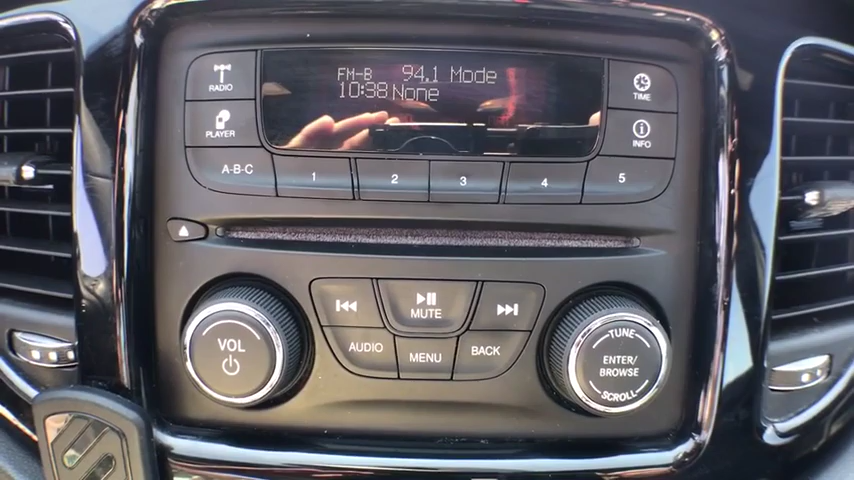 RADIO
FM-B 94.1 Mode
10:38 None
TIME
PLAYER
INFO
A-B-C 1 2 3 4 5
VOL
MUTE
AUDIO MENU BACK
TUNE
ENTER/
BROWSE
SCROLL